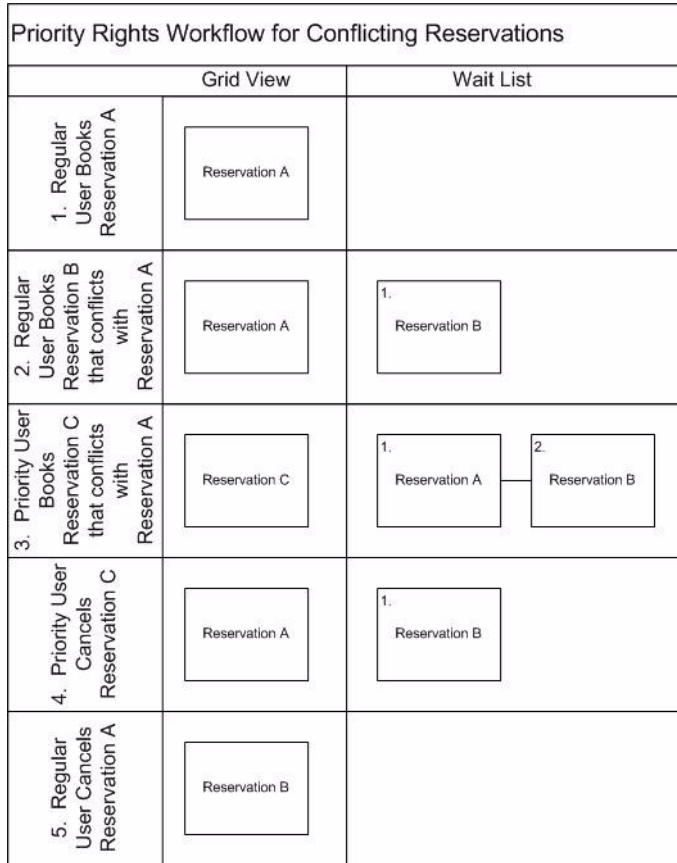 Priority Rights Workflow for Conflicting Reservations
Grid View
Wait List
1. Regular
User Books
Reservation A
Reservation A
2. Regular
User Books
Reservation B
that conflicts
with
Reservation A
Reservation A
1.
Reservation B
3. Priority User
Books
Reservation C
that conflicts
with
Reservation A
Reservation C
1.
Reservation A
2.
Reservation B
4. Priority User
Cancels
Reservation C
Reservation A
1.
Reservation B
5. Regular
User Cancels
Reservation A
Reservation B